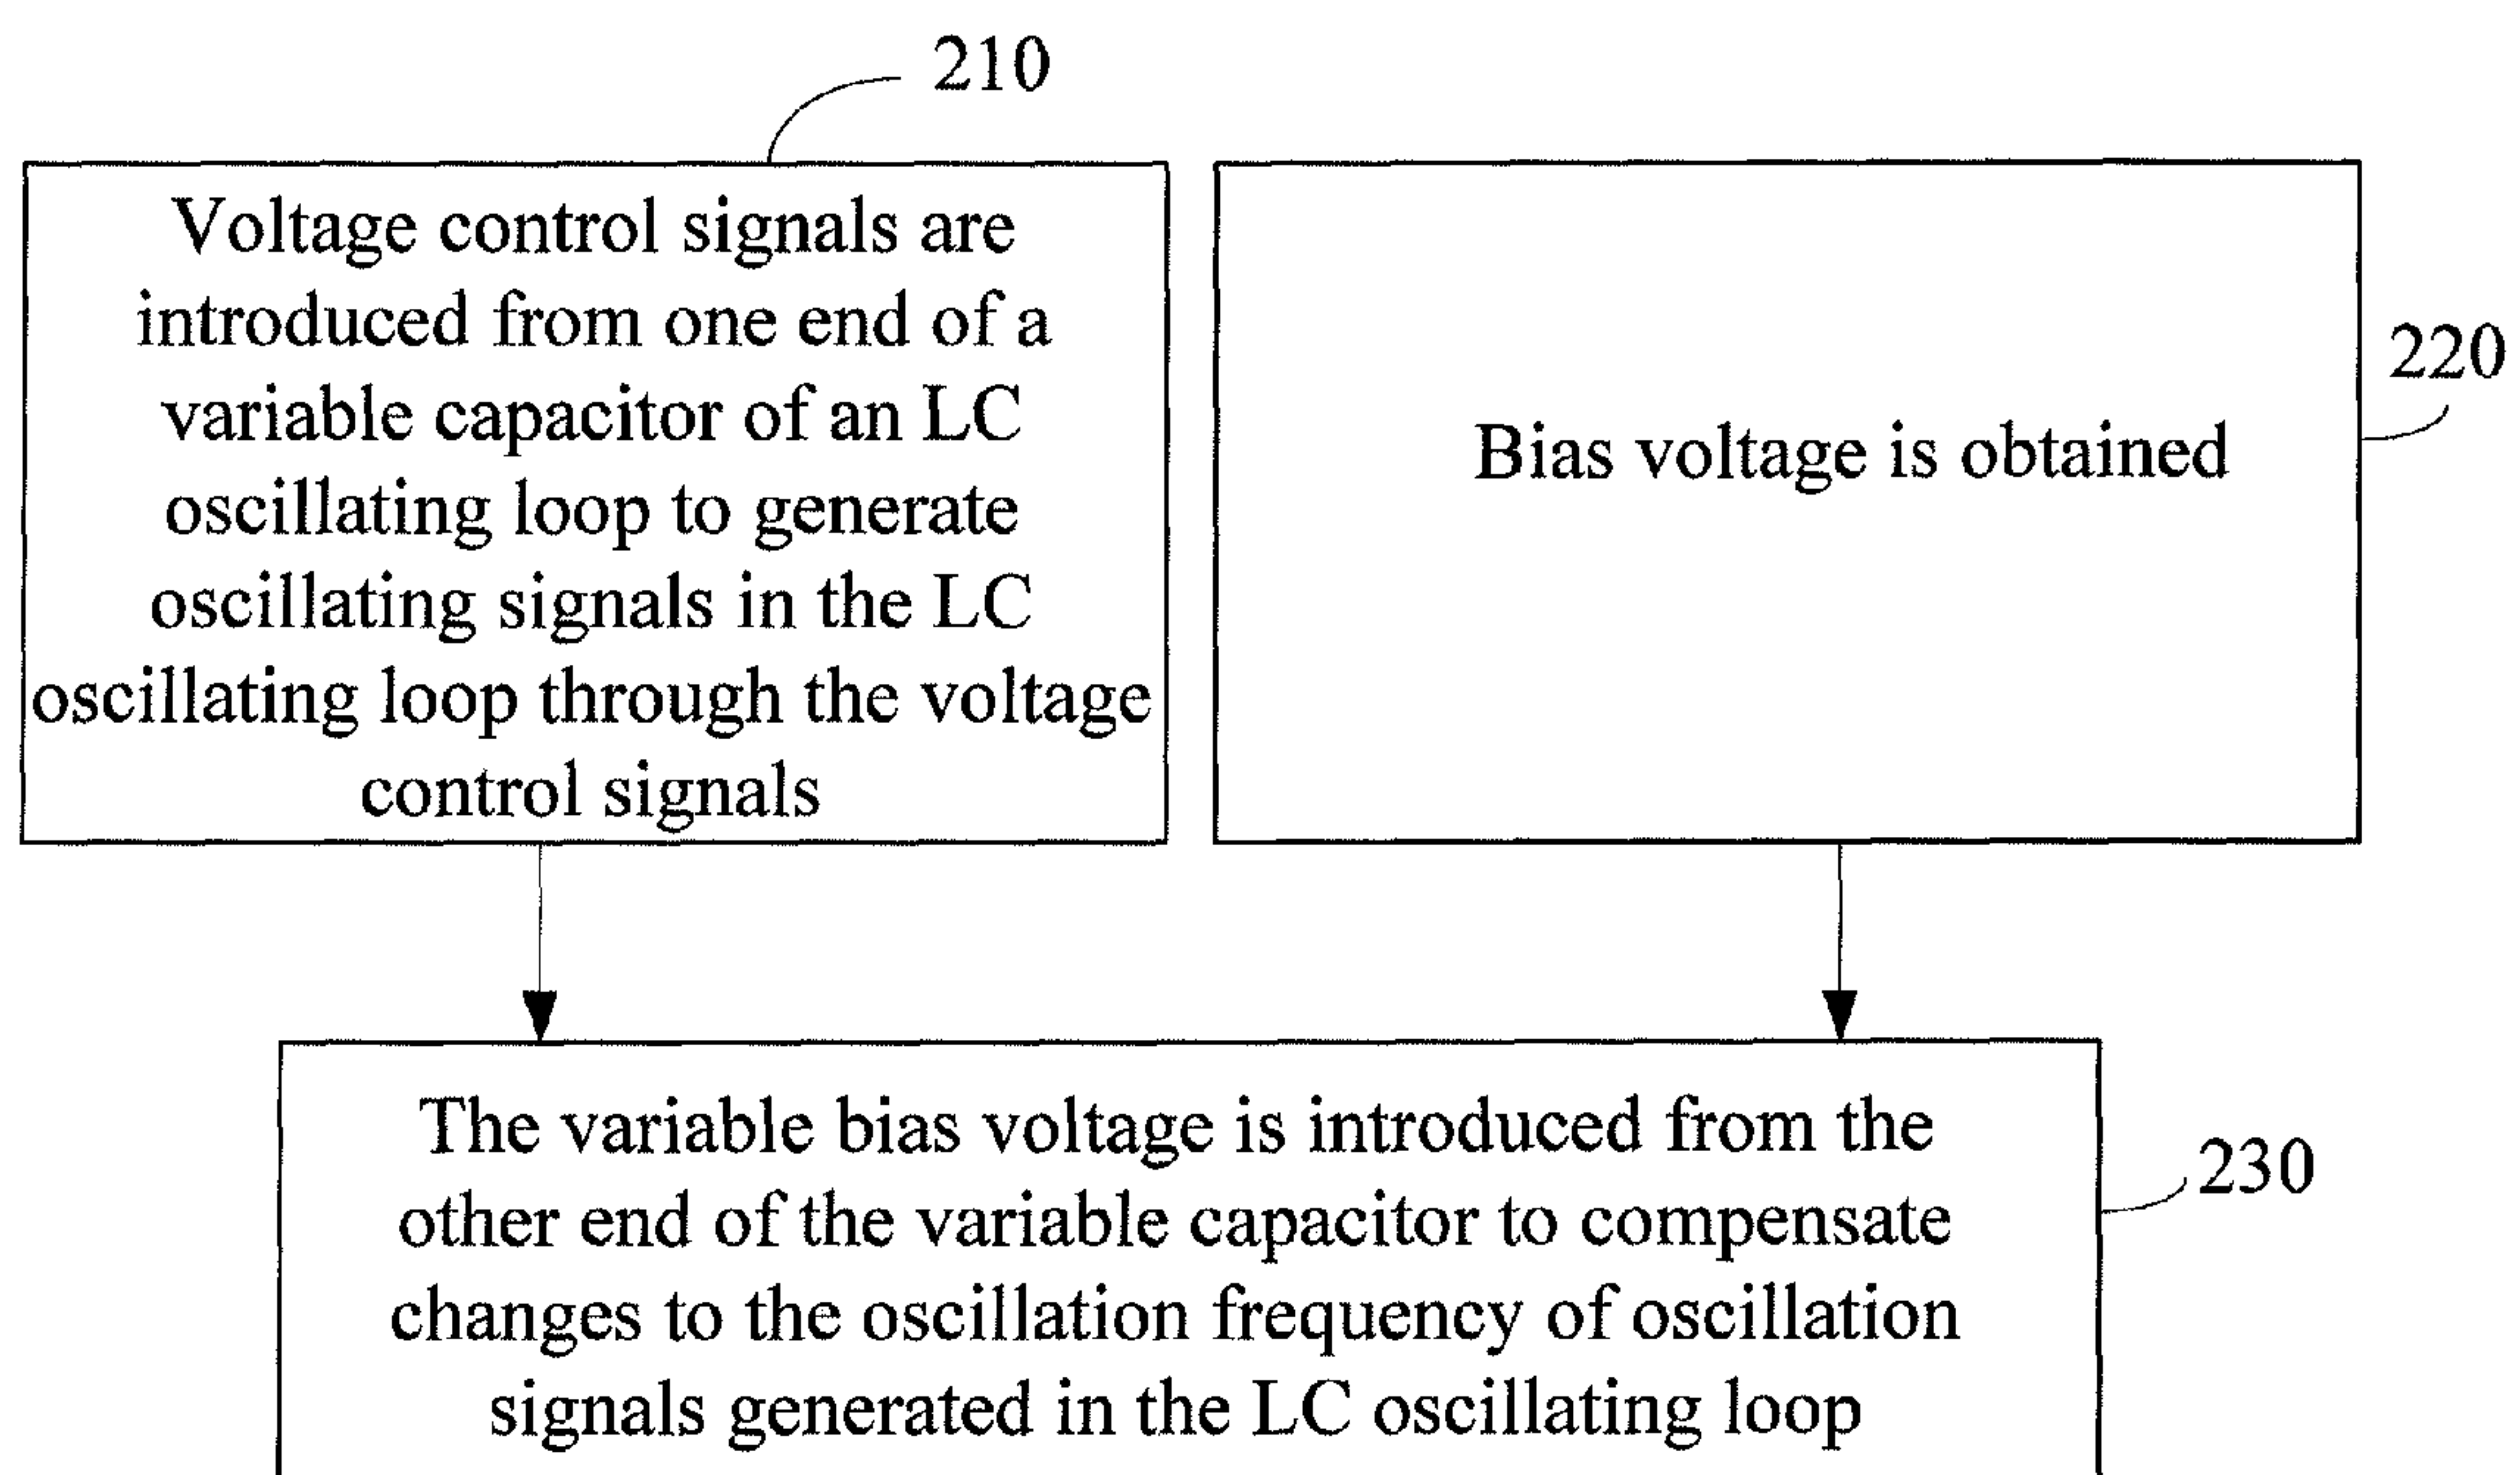 210
Voltage control signals are
introduced from one end of a
variable capacitor of an LC
oscillating loop to generate
oscillating signals in the LC
oscillating loop through the voltage
control signals
220
Bias voltage is obtained
The variable bias voltage is introduced from the
other end of the variable capacitor to compensate
changes to the oscillation frequency of oscillation
signals generated in the LC oscillating loop
230